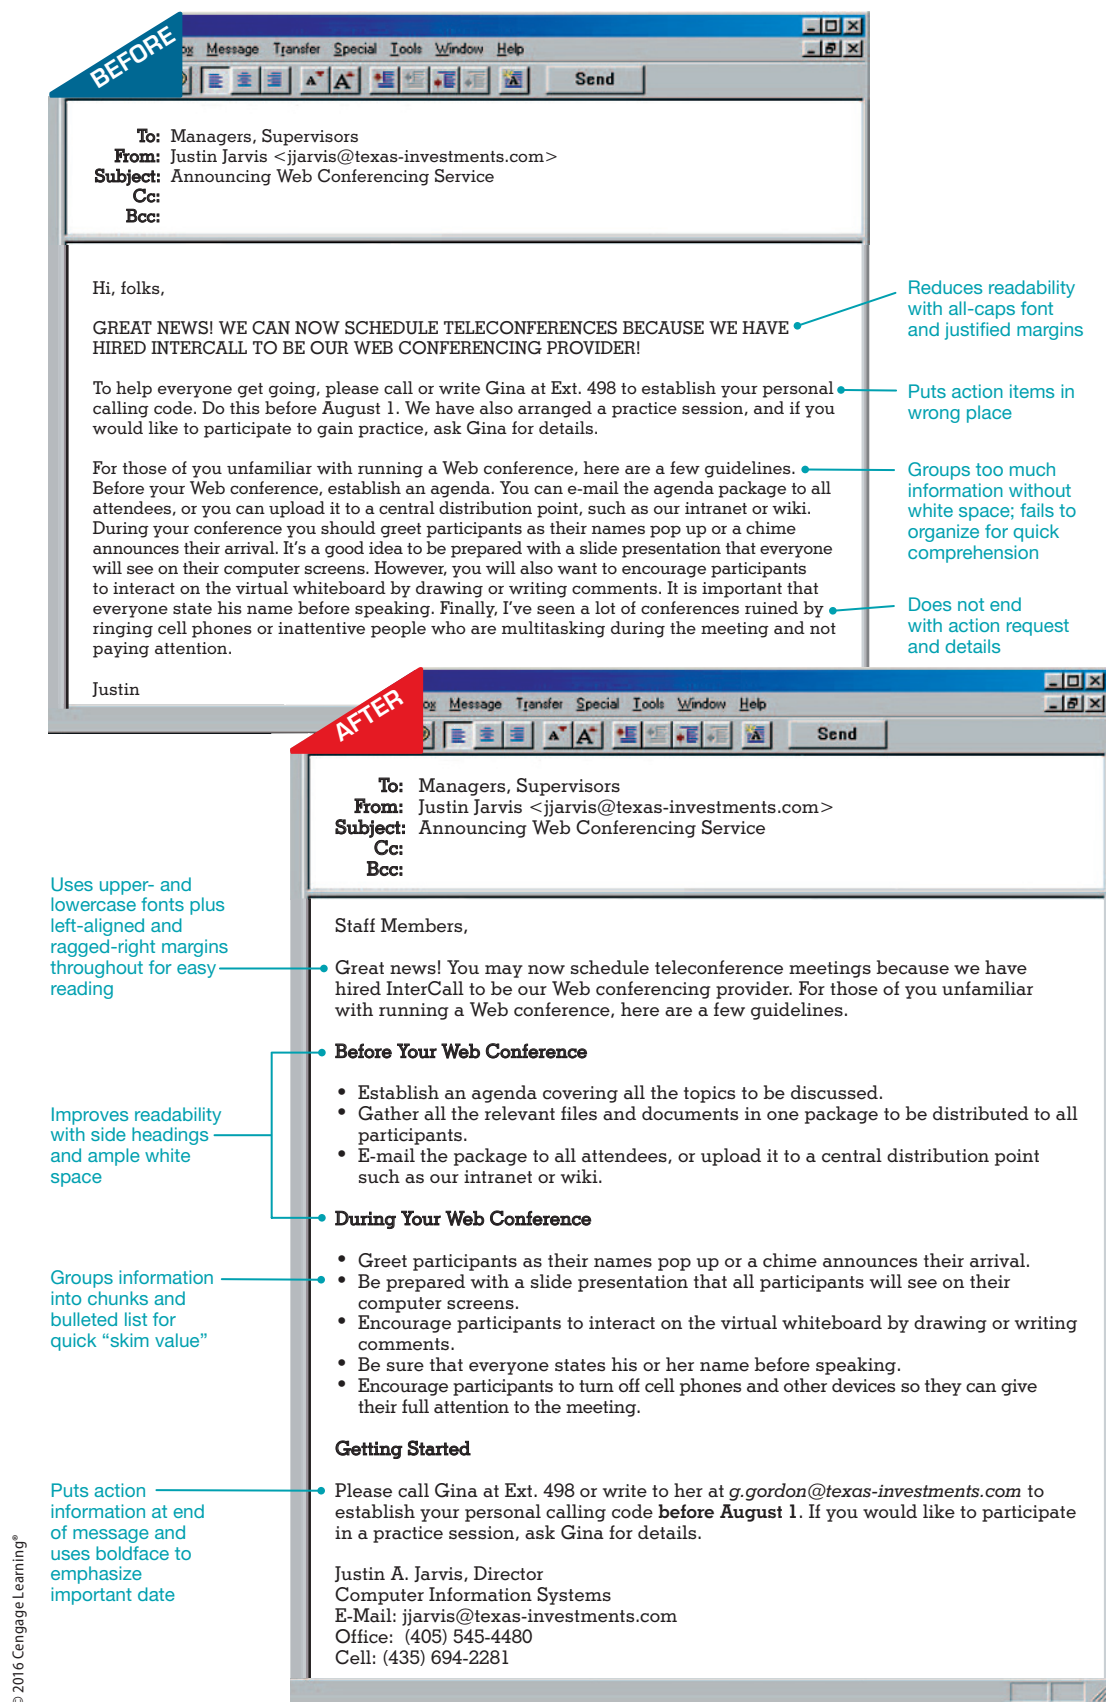 BEFORE
ox Message Transfer Special Tools Window Help
Send
To: Managers, Supervisors
From: Justin Jarvis <jjarvis@texas-investments.com>
Subject: Announcing Web Conferencing Service
Cc:
Bcc:
Hi, folks,
GREAT NEWS! WE CAN NOW SCHEDULE TELECONFERENCES BECAUSE WE HAVE
HIRED INTERCALL TO BE OUR WEB CONFERENCING PROVIDER!
To help everyone get going, please call or write Gina at Ext. 498 to establish your personal
calling code. Do this before August 1. We have also arranged a practice session, and if you
would like to participate to gain practice, ask Gina for details.
For those of you unfamiliar with running a Web conference, here are a few guidelines.
Before your Web conference, establish an agenda. You can e-mail the agenda package to all
attendees, or you can upload it to a central distribution point, such as our intranet or wiki.
During your conference you should greet participants as their names pop up or a chime
announces their arrival. It's a good idea to be prepared with a slide presentation that everyone
will see on their computer screens. However, you will also want to encourage participants
to interact on the virtual whiteboard by drawing or writing comments. It is important that
everyone state his name before speaking. Finally, I've seen a lot of conferences ruined by
ringing cell phones or inattentive people who are multitasking during the meeting and not
paying attention.
Justin
Reduces readability
with all-caps font
and justified margins
Puts action items in
wrong place
Groups too much
information without
white space; fails to
organize for quick
comprehension
Does not end
with action request
and details
AFTER
ox Message Transfer Special Tools Window Help
Send
To: Managers, Supervisors
From: Justin Jarvis <jjarvis@texas-investments.com>
Subject: Announcing Web Conferencing Service
Cc:
Bcc:
Staff Members,
Great news! You may now schedule teleconference meetings because we have
hired InterCall to be our Web conferencing provider. For those of you unfamiliar
with running a Web conference, here are a few guidelines.
Before Your Web Conference
• Establish an agenda covering all the topics to be discussed.
• Gather all the relevant files and documents in one package to be distributed to all
participants.
• E-mail the package to all attendees, or upload it to a central distribution point
such as our intranet or wiki.
During Your Web Conference
• Greet participants as their names pop up or a chime announces their arrival.
• Be prepared with a slide presentation that all participants will see on their
computer screens.
• Encourage participants to interact on the virtual whiteboard by drawing or writing
comments.
• Be sure that everyone states his or her name before speaking.
• Encourage participants to turn off cell phones and other devices so they can give
their full attention to the meeting.
Getting Started
Please call Gina at Ext. 498 or write to her at g.gordon@texas-investments.com to
establish your personal calling code before August 1. If you would like to participate
in a practice session, ask Gina for details.
Justin A. Jarvis, Director
Computer Information Systems
E-Mail: jjarvis@texas-investments.com
Office: (405) 545-4480
Cell: (435) 694-2281
Uses upper- and
lowercase fonts plus
left-aligned and
ragged-right margins
throughout for easy
reading
Improves readability
with side headings
and ample white
space
Groups information
into chunks and
bulleted list for
quick “skim value”
Puts action
information at end
of message and
uses boldface to
emphasize
important date
© 2016 Cengage Learning®